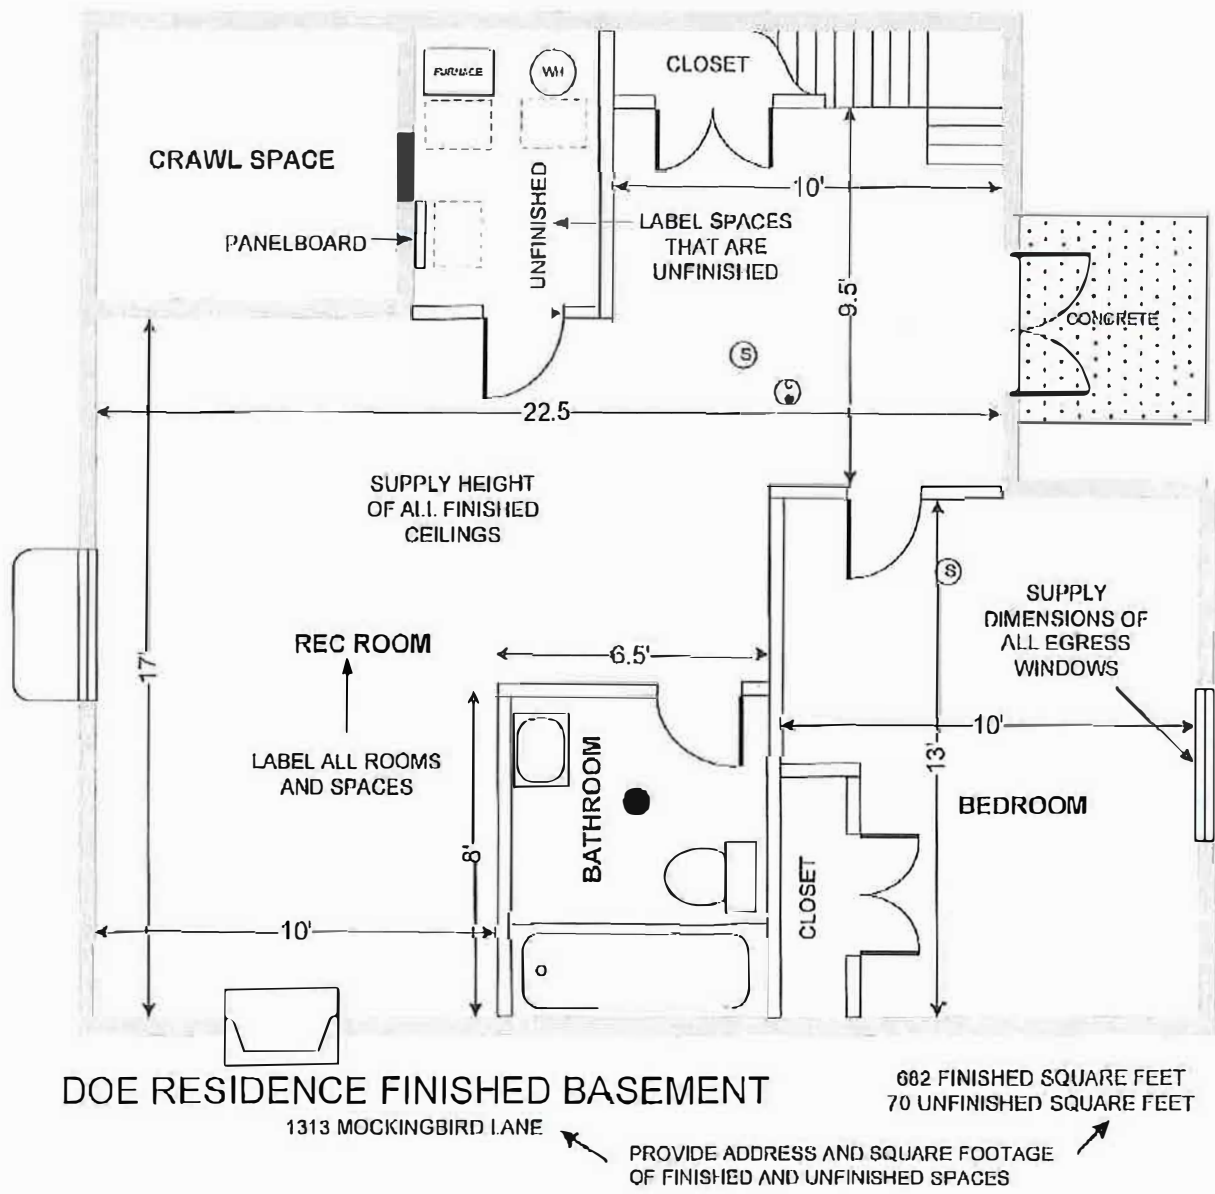 FURNACE
WH
CLOSET
CRAWL SPACE
UNFINISHED
10'
PANELBOARD
LABEL SPACES
THAT ARE
UNFINISHED
9.5'
CONCRETE
S
C
22.5
SUPPLY HEIGHT
OF ALL FINISHED
CEILINGS
S
SUPPLY
DIMENSIONS OF
ALL EGRESS
WINDOWS
REC ROOM
17'
6.5'
10'
13'
LABEL ALL ROOMS
AND SPACES
BATHROOM
BEDROOM
8'
CLOSET
10'
DOE RESIDENCE FINISHED BASEMENT
1313 MOCKINGBIRD LANE
682 FINISHED SQUARE FEET
70 UNFINISHED SQUARE FEET
PROVIDE ADDRESS AND SQUARE FOOTAGE
OF FINISHED AND UNFINISHED SPACES